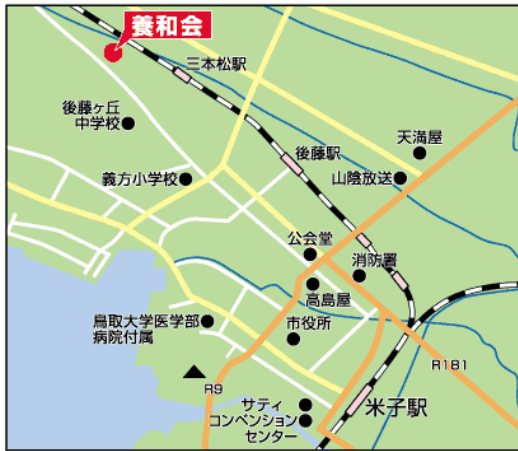 養和会
三本松駅
後藤ヶ丘
中学校
天満屋
後藤駅
義方小学校
山陰放送
公会堂
消防署
高島屋
鳥取大学医学部
病院付属
市役所
R181
R9
米子駅
サティ
コンベンション
センター